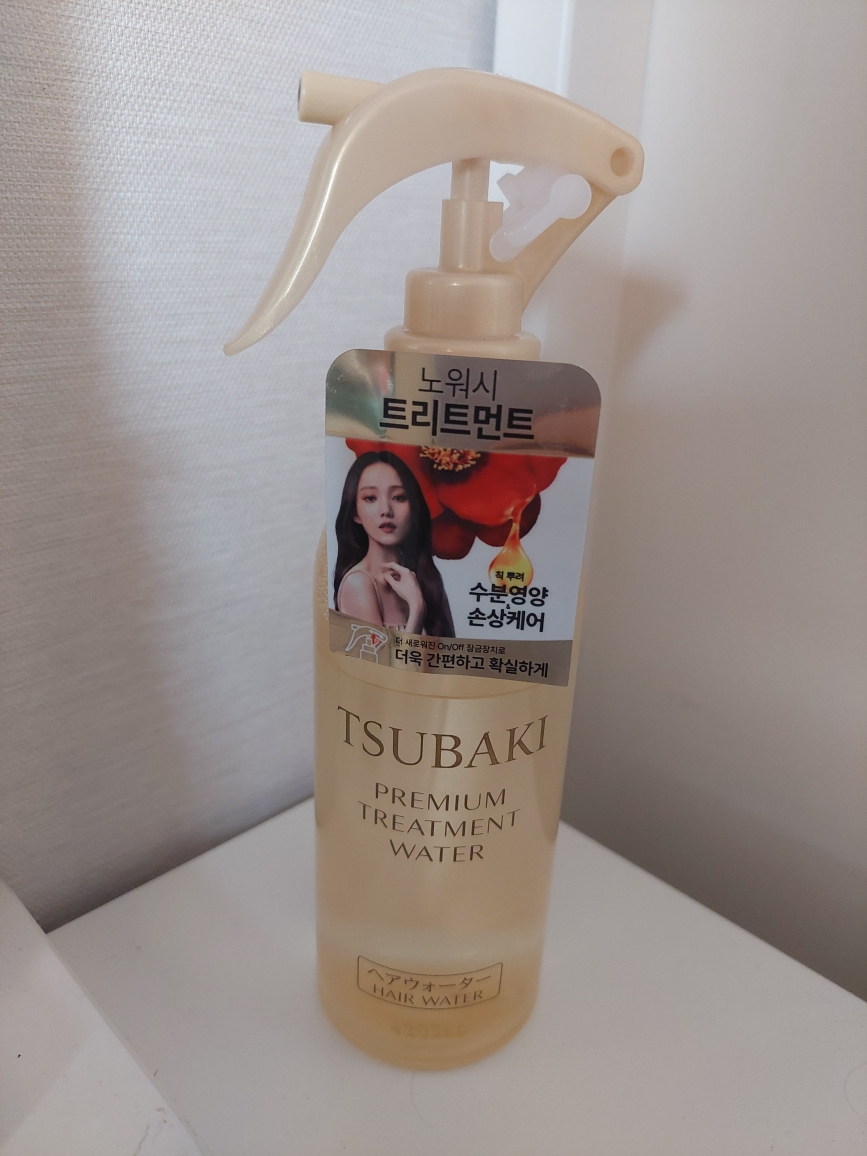 노워시
트리트먼트
칙 뿌려
수분영양
&
손상케어
더 새로워진 On/Off 잠금장치로
더욱 간편하고 확실하게
TSUBAKI
PREMIUM
TREATMENT
WATER
ヘアウォーター
HAIR WATER